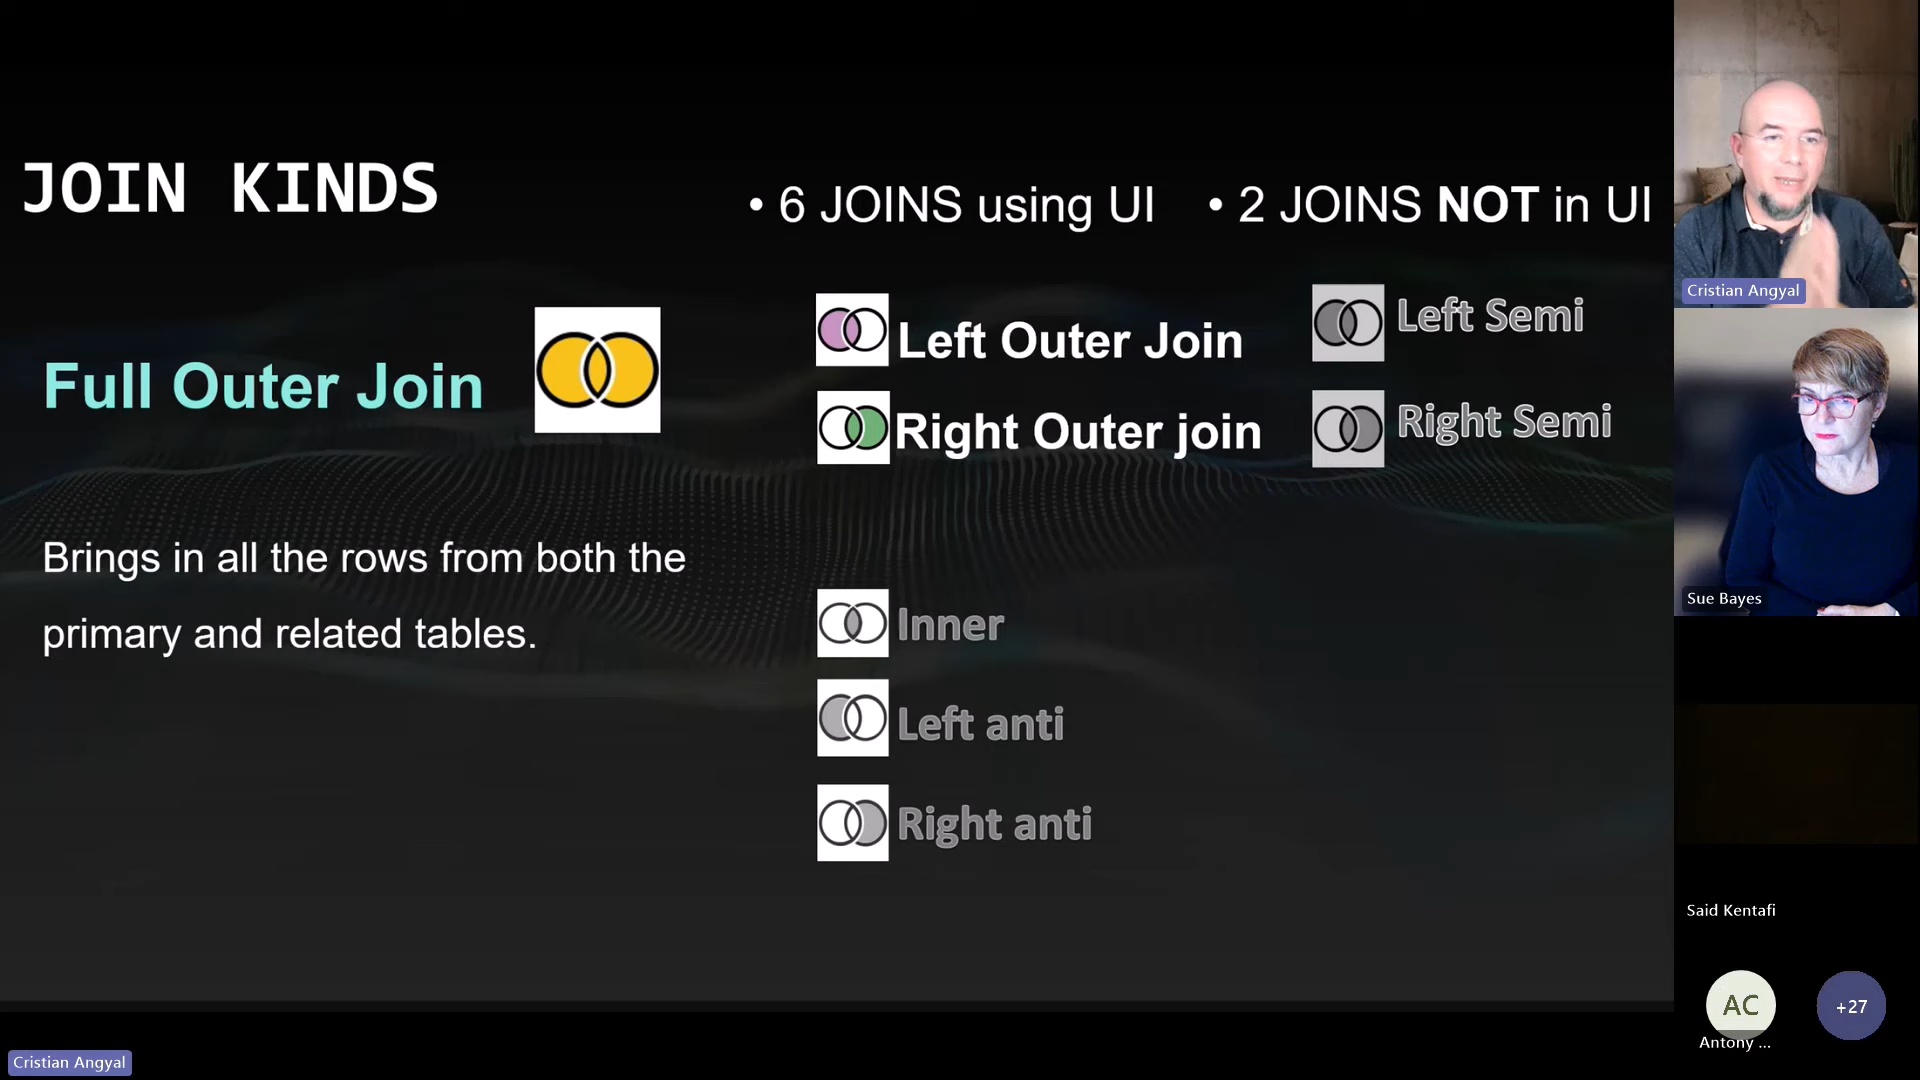 JOIN KINDS
• 6 JOINS using UI
• 2 JOINS NOT in UI
Full Outer Join
Left Outer Join
Right Outer join
Left Semi
Right Semi
Brings in all the rows from both the
primary and related tables.
Inner
Left anti
Right anti
Cristian Angyal
Sue Bayes
Said Kentafi
AC
Antony ...
+27
Cristian Angyal